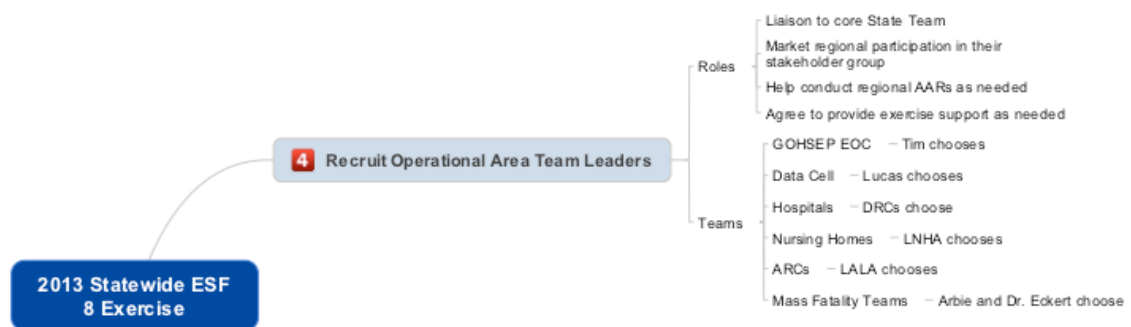 Liaison to core State Team
Market regional participation in their
stakeholder group
Roles
Help conduct regional AARs as needed
Agree to provide exercise support as needed
4 Recruit Operational Area Team Leaders
GOHSEP EOC Tim chooses
Data Cell Lucas chooses
Hospitals DRCs choose
Teams
Nursing Homes LNHA chooses
ARCs LALA chooses
Mass Fatality Teams Arbie and Dr. Eckert choose
2013 Statewide ESF
8 Exercise